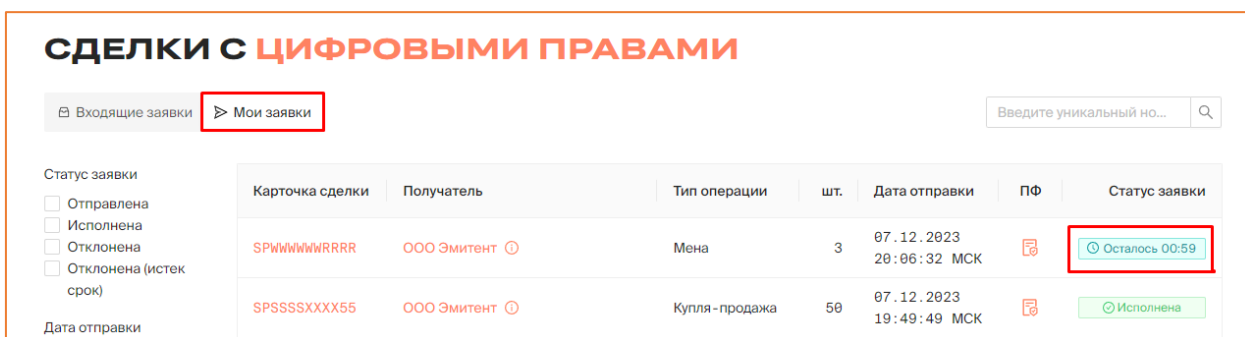 СДЕЛКИ С ЦИФРОВЫМИ ПРАВАМИ
Входящие заявки Мои заявки Введите уникальный но...
Статус заявки
Отправлена
Исполнена
Отклонена
Отклонена (истек
срок)
Дата отправки
Карточка сделки Получатель Тип операции шт. Дата отправки ПФ Статус заявки
SPWWWWWWRRRR ООО Эмитент Мена 3 07.12.2023 Осталось 00:59
20:06:32 МСК
SPSSSSXXXX55 ООО Эмитент Купля-продажа 50 07.12.2023 Исполнена
19:49:49 МСК